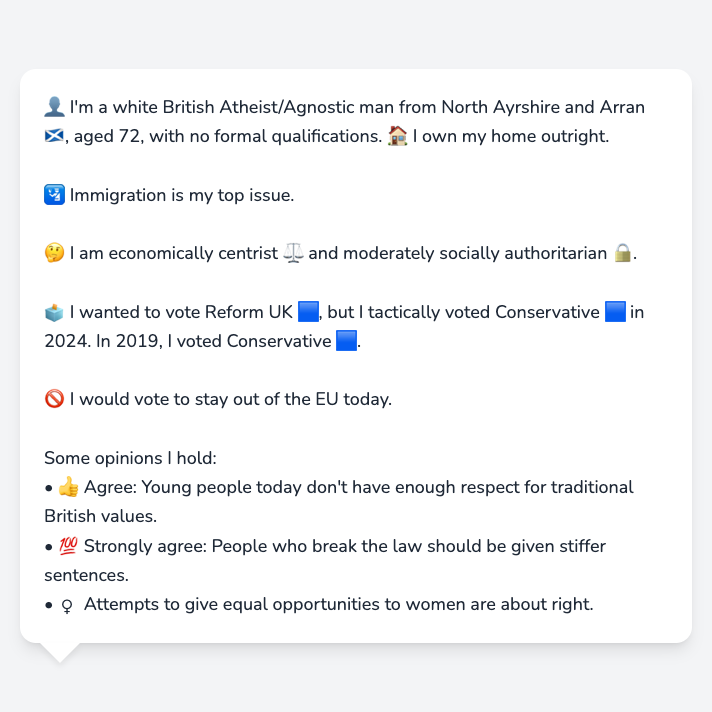 👤 I'm a white British Atheist/Agnostic man from North Ayrshire and Arran
🏴󠁧󠁢󠁳󠁣󠁴󠁿, aged 72, with no formal qualifications. 🏠 I own my home outright.
🛂 Immigration is my top issue.
🤔 I am economically centrist ⚖️ and moderately socially authoritarian 🔒.
🗳️ I wanted to vote Reform UK 🟦, but I tactically voted Conservative 🟦 in
2024. In 2019, I voted Conservative 🟦.
🚫 I would vote to stay out of the EU today.
Some opinions I hold:
• 👍 Agree: Young people today don't have enough respect for traditional
British values.
• 💯 Strongly agree: People who break the law should be given stiffer
sentences.
• ♀ Attempts to give equal opportunities to women are about right.